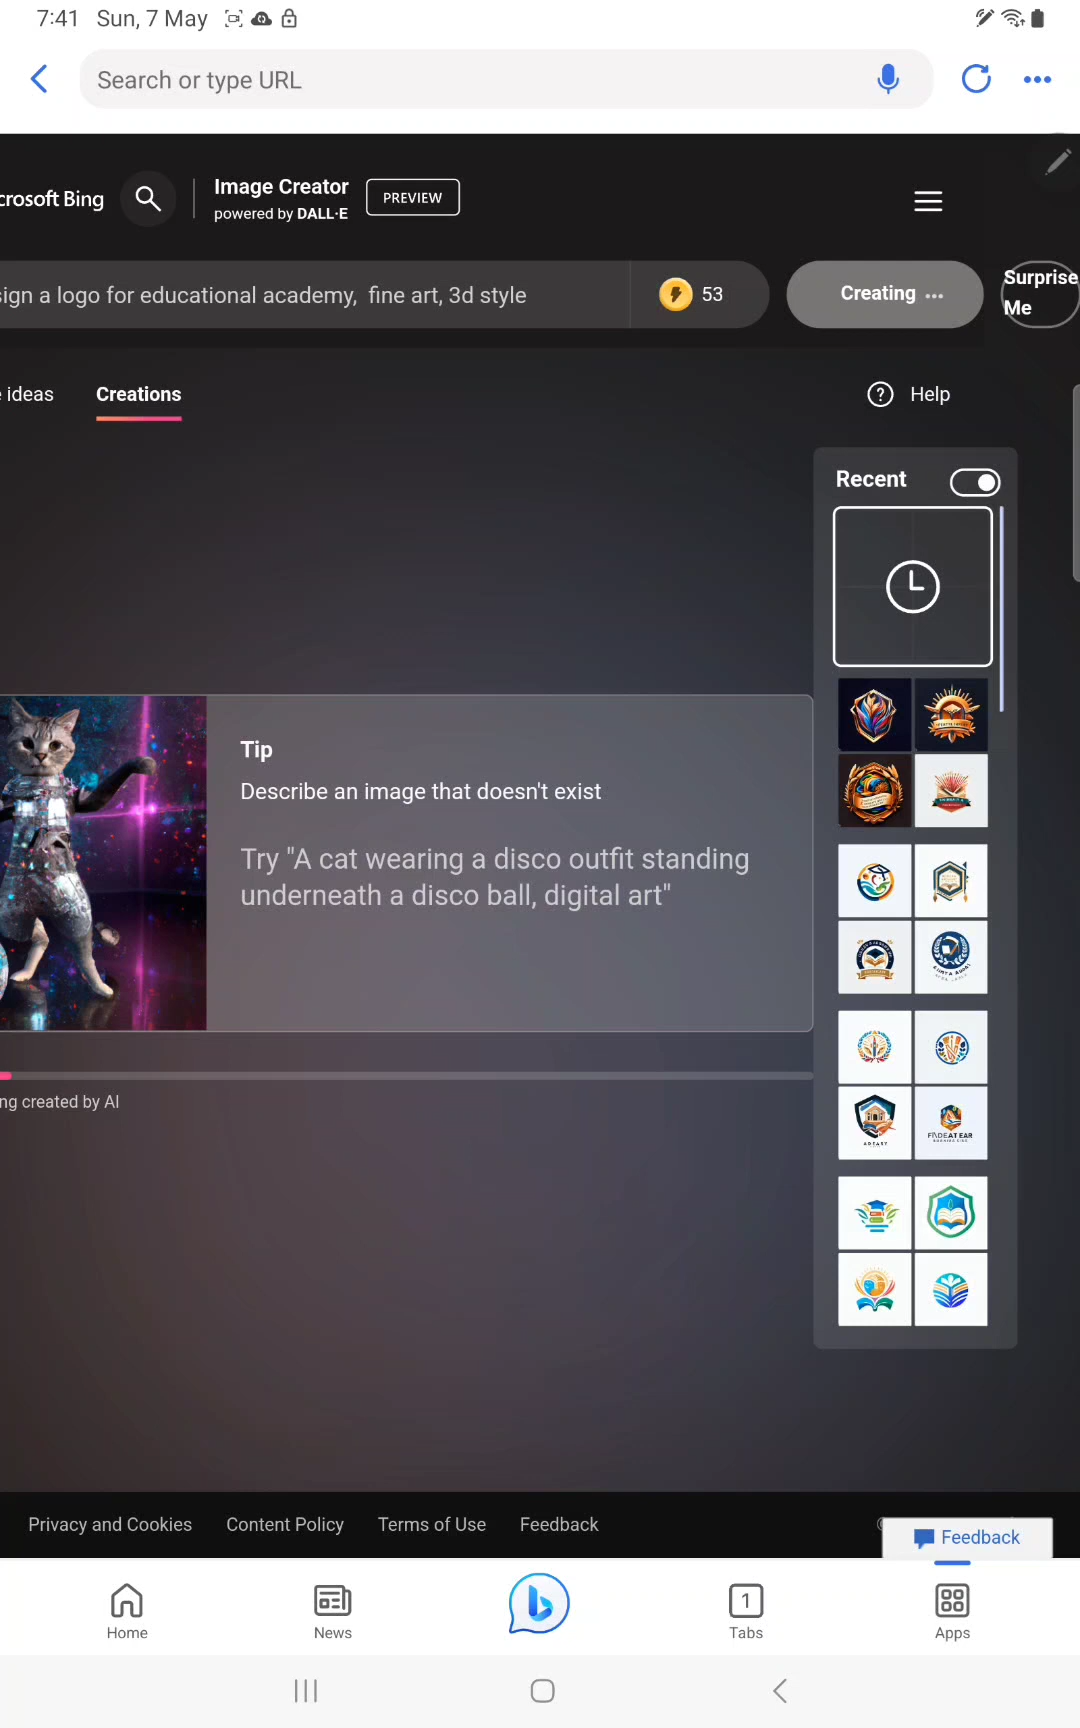 7:41 Sun, 7 May
Search or type URL
crosoft Bing
Image Creator
powered by DALL·E
PREVIEW
sign a logo for educational academy, fine art, 3d style
53
Creating ...
Surprise
Me
ideas
Creations
Help
Recent
Tip
Describe an image that doesn't exist
Try "A cat wearing a disco outfit standing
underneath a disco ball, digital art"
ng created by AI
FINDEAT EAR
Privacy and Cookies
Content Policy
Terms of Use
Feedback
Feedback
Home
News
1
Tabs
Apps